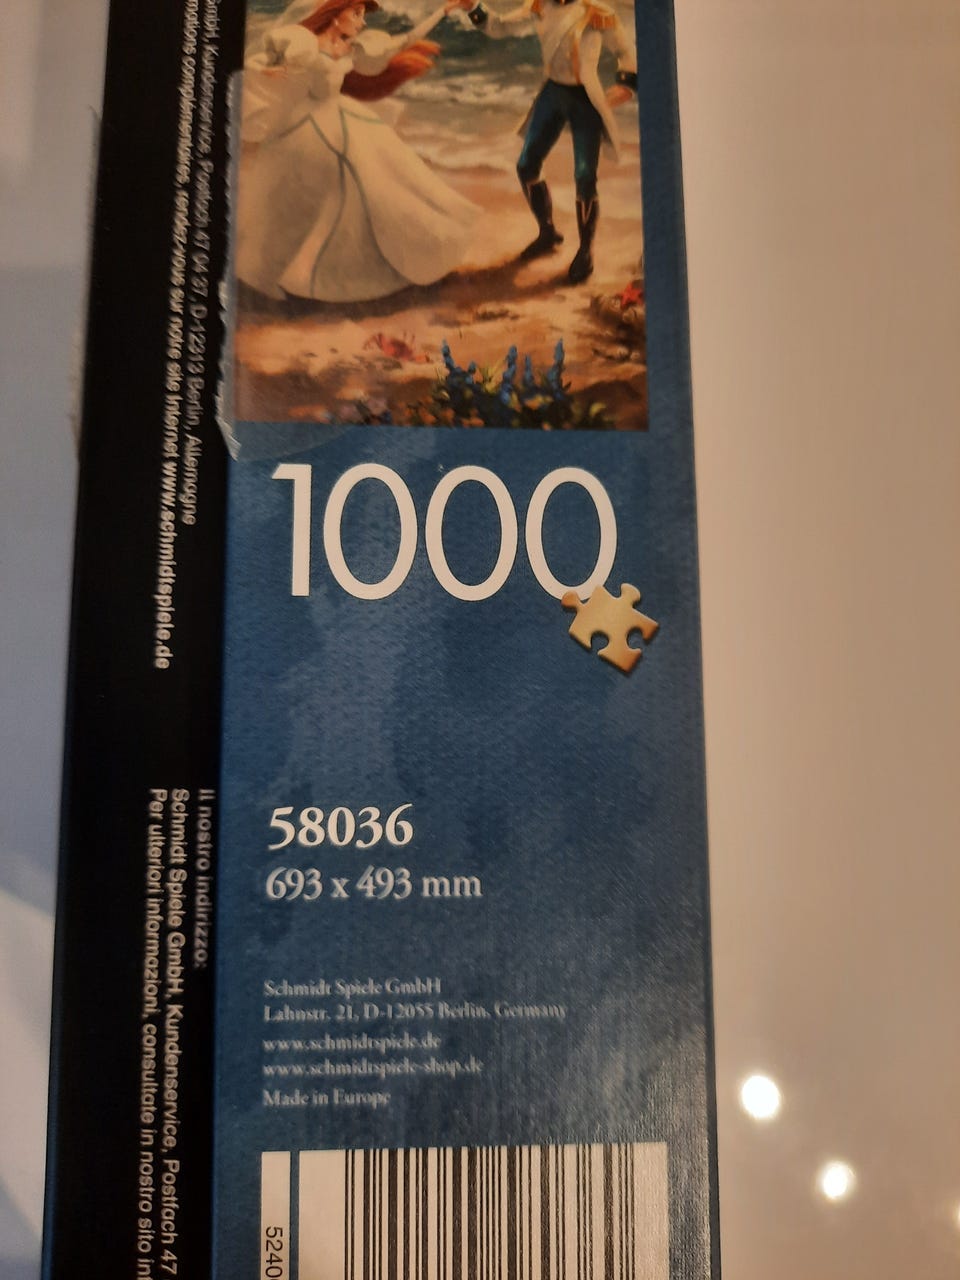 1000
58036
693 x 493 mm
Schmidt Spiele GmbH
Lahnstr. 21, D-12055 Berlin, Germany
www.schmidtspiele.de
www.schmidtspiele-shop.de
Made in Europe
5240
GmbH, Kundenservice, Postfach 47 04 37, D-12313 Berlin, Allemagne
complémentaires, rendez-vous sur notre site Internet www.schmidtspiele.de
Il nostro indirizzo:
Schmidt Spiele GmbH, Kundenservice, Postfach 47
Per ulteriori informazioni, consultate in nostro sito